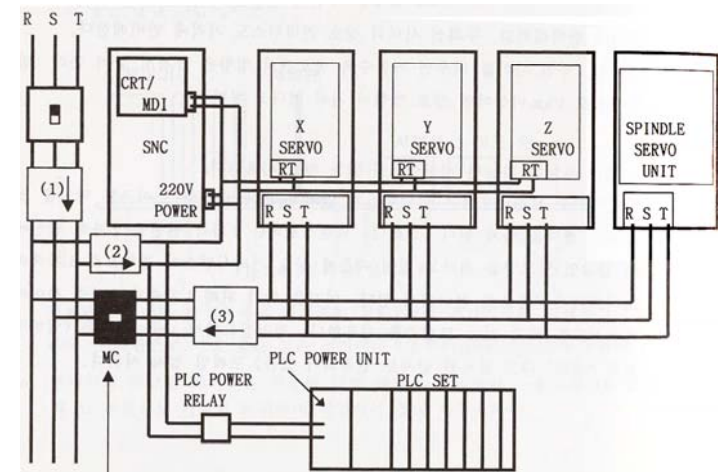 R S T
CRT/
MDI
SNC
220V
POWER
X
SERVO
RT
R S T
Y
SERVO
RT
R S T
Z
SERVO
RT
R S T
SPINDLE
SERVO
UNIT
R S T
(1)
(2)
(3)
MC
PLC POWER
RELAY
PLC POWER UNIT
PLC SET